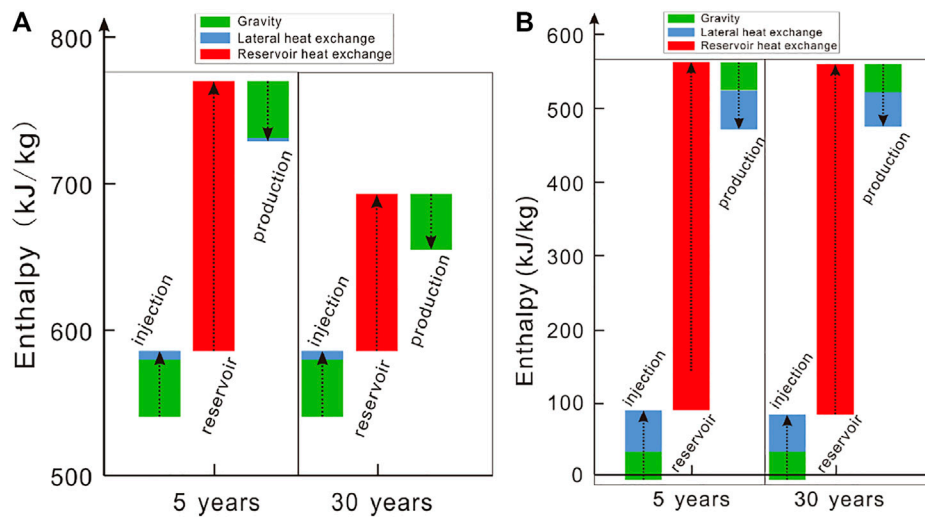 A
Gravity
Lateral heat exchange
Reservoir heat exchange
Enthalpy (kJ/kg)
800
700
600
500
injection
reservoir
production
injection
reservoir
production
5 years
30 years
B
Gravity
Lateral heat exchange
Reservoir heat exchange
Enthalpy(kJ/kg)
600
500
400
300
200
100
0
injection
reservoir
production
injection
reservoir
production
5 years
30 years